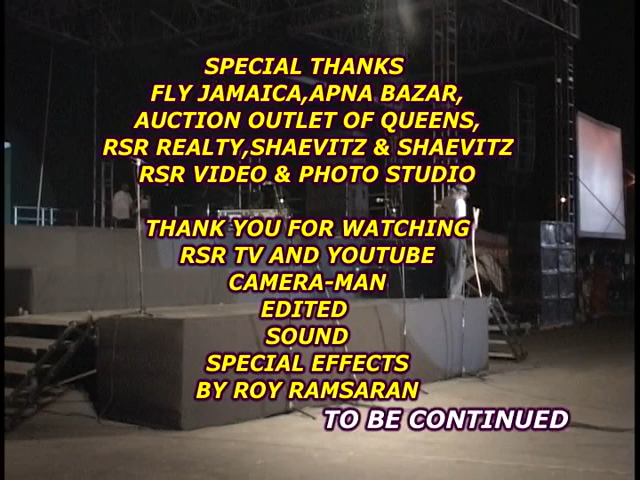 SPECIAL THANKS
FLY JAMAICA,APNA BAZAR,
AUCTION OUTLET OF QUEENS,
RSR REALTY,SHAEVITZ & SHAEVITZ
RSR VIDEO & PHOTO STUDIO
THANK YOU FOR WATCHING
RSR TV AND YOUTUBE
CAMERA-MAN
EDITED
SOUND
SPECIAL EFFECTS
BY ROY RAMSARAN
TO BE CONTINUED